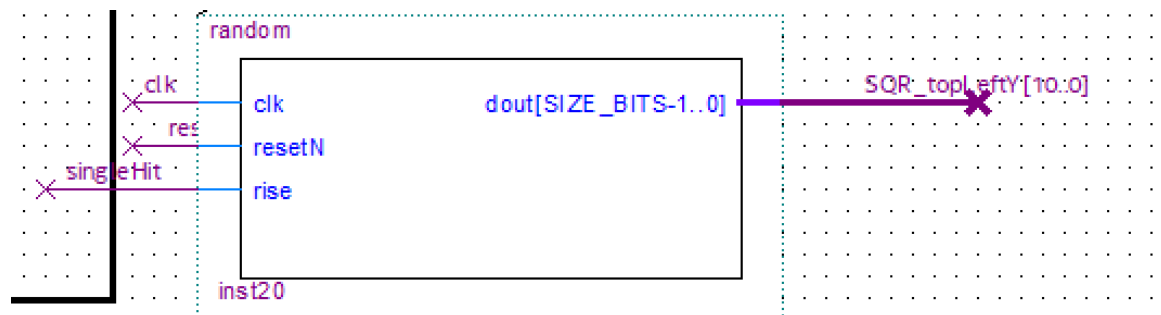 random
clk
clk
dout[SIZE_BITS-1..0]
SQR_topLeftY[10..0]
res
resetN
singleHit
rise
inst20